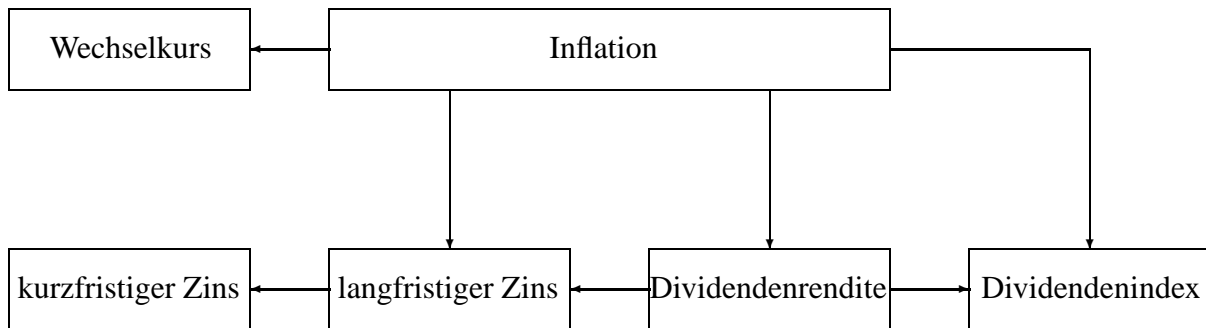 Wechselkurs
Inflation
kurzfristiger Zins
langfristiger Zins
Dividendenrendite
Dividendenindex